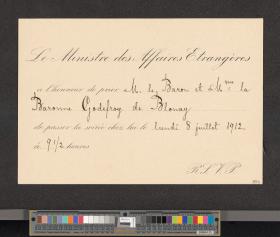 Le Ministre des Affaires Etrangères
a l'honneur de prier M. le Baron et Mme la
Baronne Godefroy de Blonay
de passer la soirée chez lui le lundi 8 juillet 1912
à 9 1/2 heures
R.S.V.P.